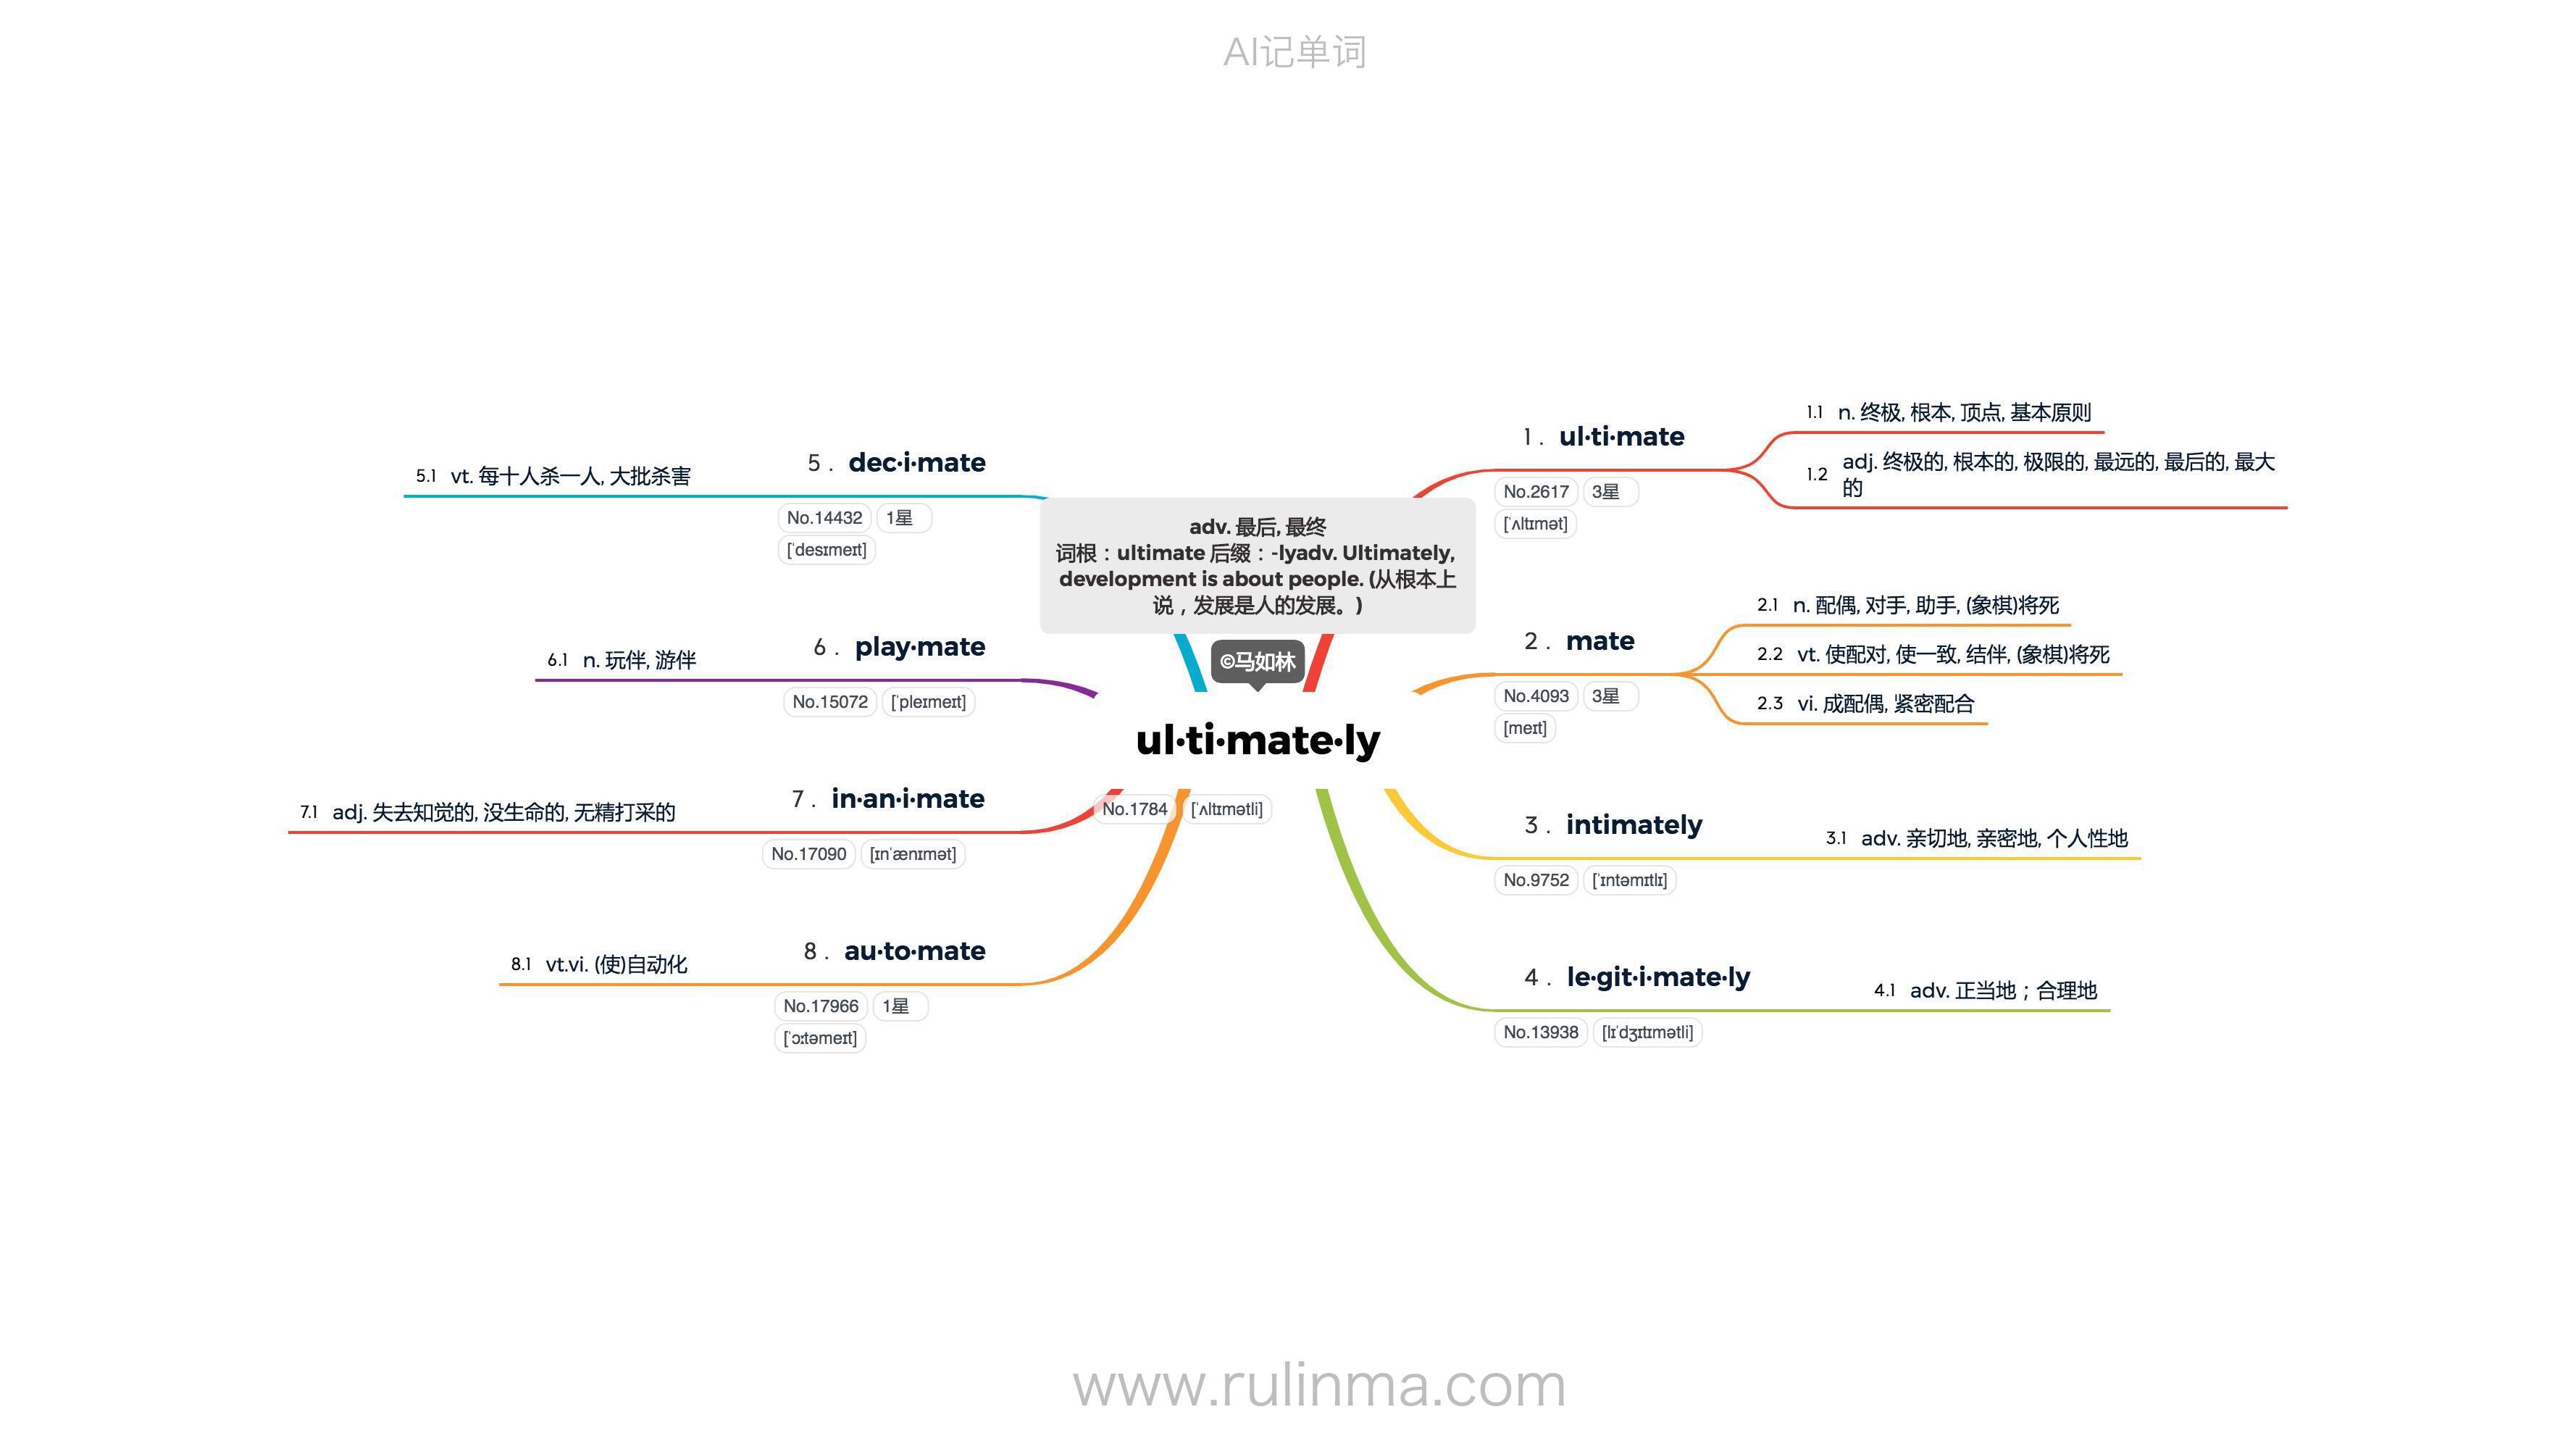 AI记单词
adv. 最后, 最终
词根：ultimate 后缀：-lyadv. Ultimately,
development is about people. (从根本上
说，发展是人的发展。)
©马如林
ul·ti·mate·ly
No.1784 [ˈʌltɪmətli]
1 . ul·ti·mate
No.2617 3星
[ˈʌltɪmət]
1.1 n. 终极, 根本, 顶点, 基本原则
1.2 adj. 终极的, 根本的, 极限的, 最远的, 最后的, 最大
的
2 . mate
No.4093 3星
[meɪt]
2.1 n. 配偶, 对手, 助手, (象棋)将死
2.2 vt. 使配对, 使一致, 结伴, (象棋)将死
2.3 vi. 成配偶, 紧密配合
3 . intimately
No.9752 [ˈɪntəmɪtlɪ]
3.1 adv. 亲切地, 亲密地, 个人性地
4 . le·git·i·mate·ly
No.13938 [lɪˈdʒɪtɪmətli]
4.1 adv. 正当地；合理地
5 . dec·i·mate
No.14432 1星
[ˈdesɪmeɪt]
5.1 vt. 每十人杀一人, 大批杀害
6 . play·mate
No.15072 [ˈpleɪmeɪt]
6.1 n. 玩伴, 游伴
7 . in·an·i·mate
No.17090 [ɪnˈænɪmət]
7.1 adj. 失去知觉的, 没生命的, 无精打采的
8 . au·to·mate
No.17966 1星
[ˈɔːtəmeɪt]
8.1 vt.vi. (使)自动化
www.rulinma.com